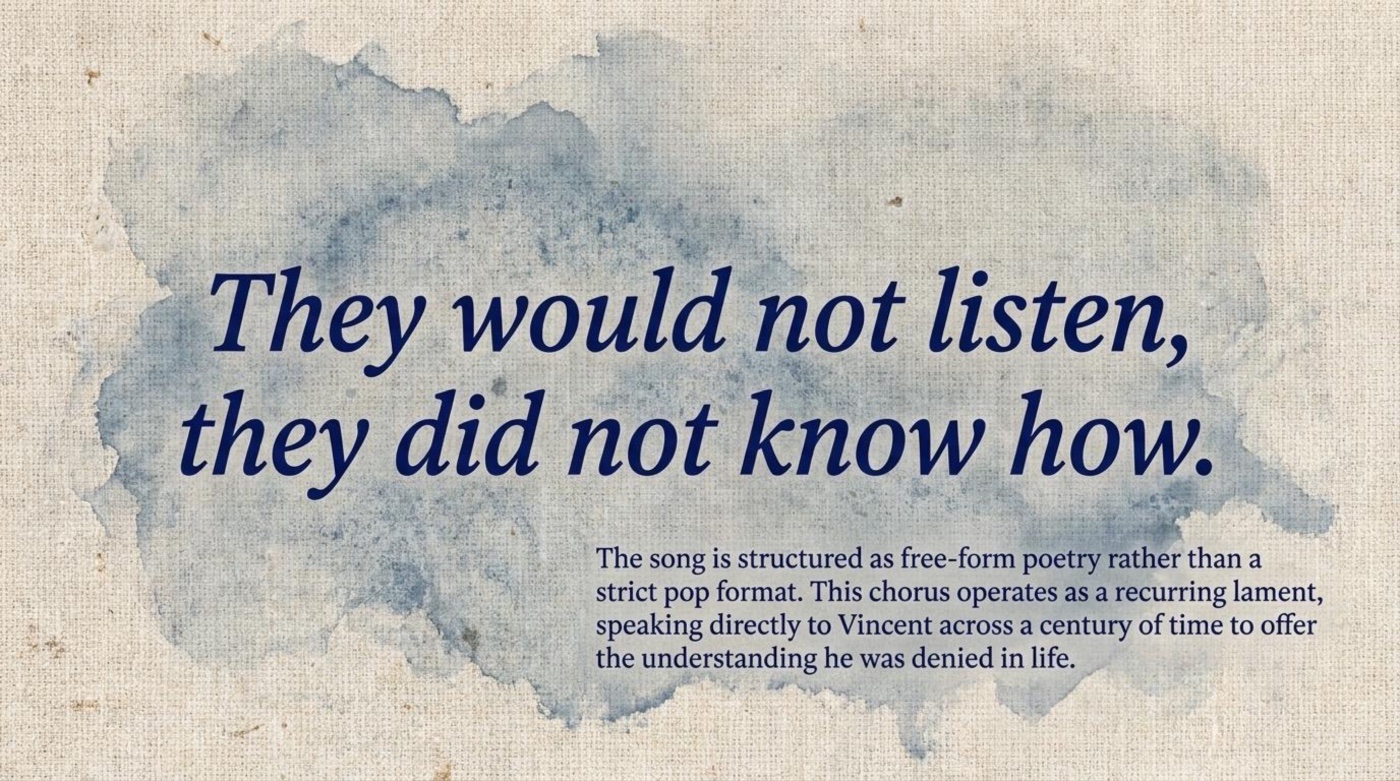 They would not listen,
they did not know how.
The song is structured as free-form poetry rather than a
strict pop format. This chorus operates as a recurring lament,
speaking directly to Vincent across a century of time to offer
the understanding he was denied in life.